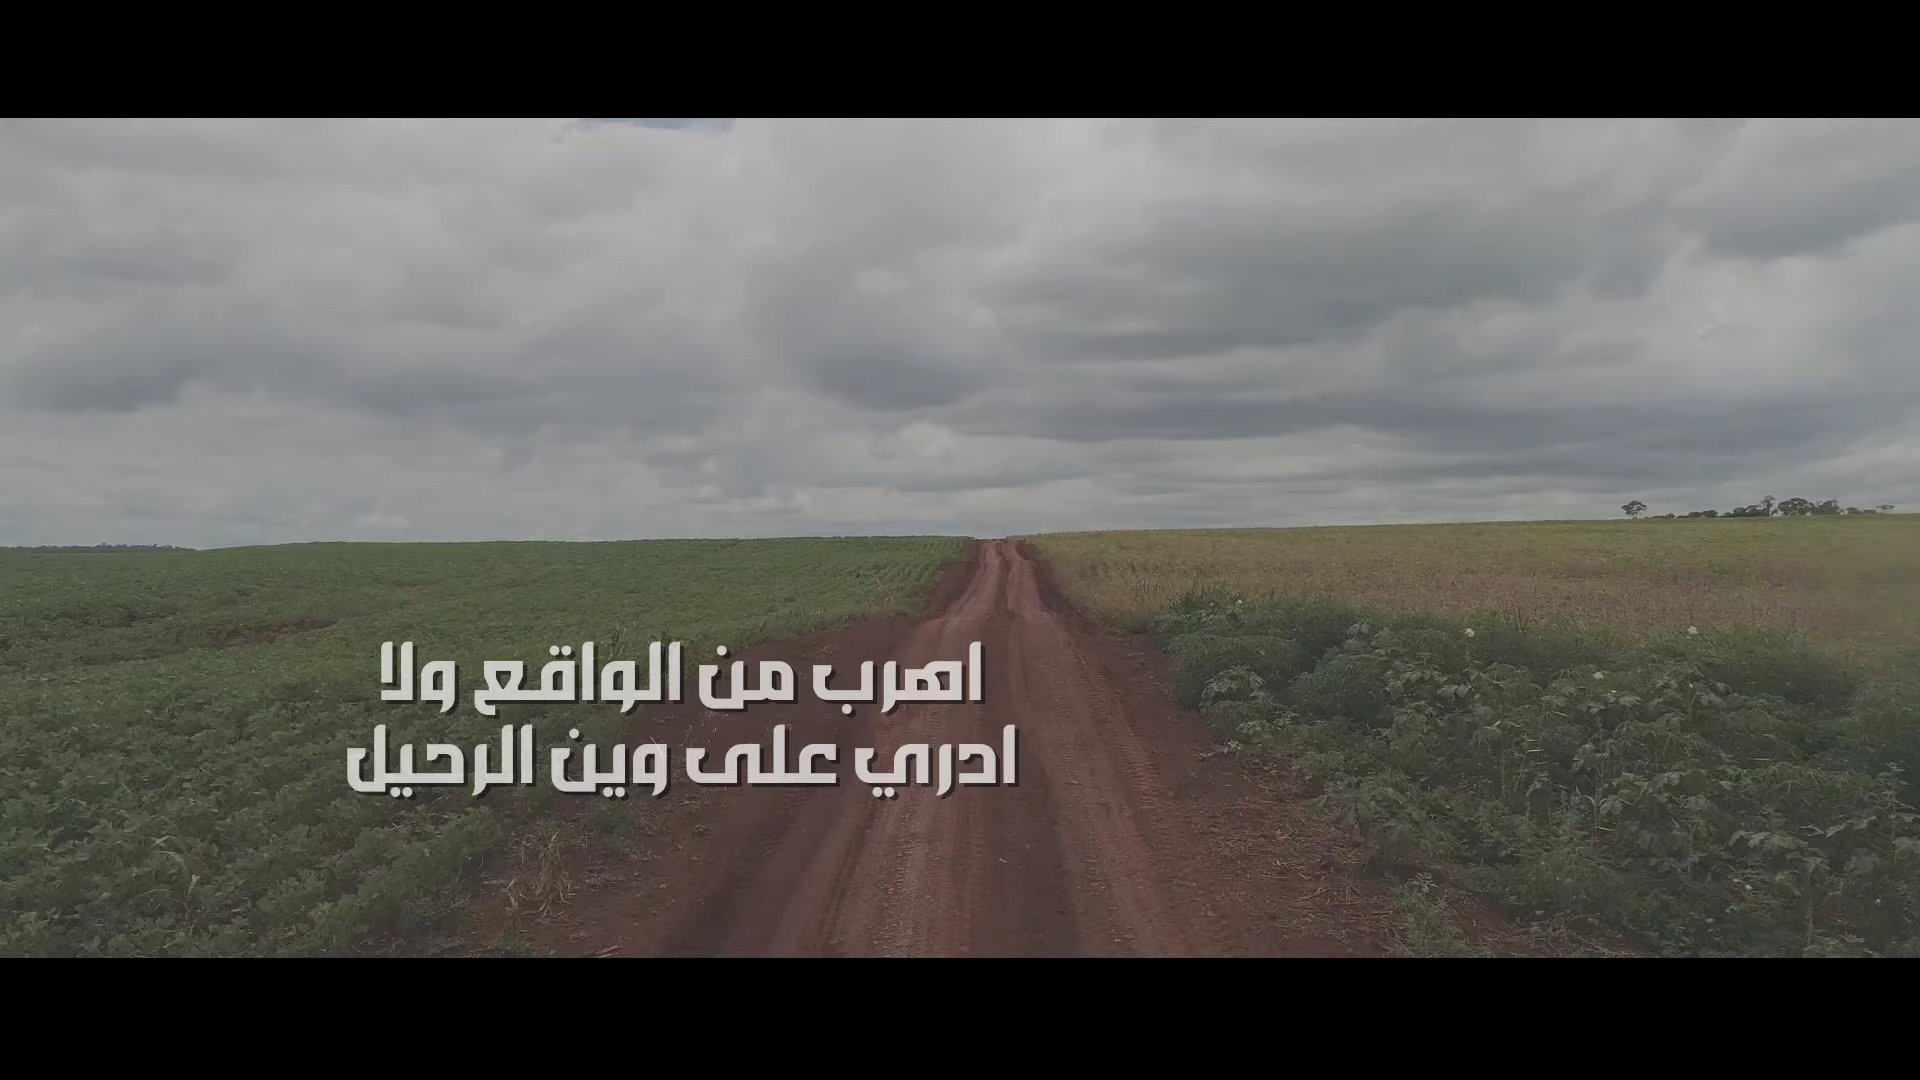 اهرب من الواقع ولا
ادري على وين الرحيل